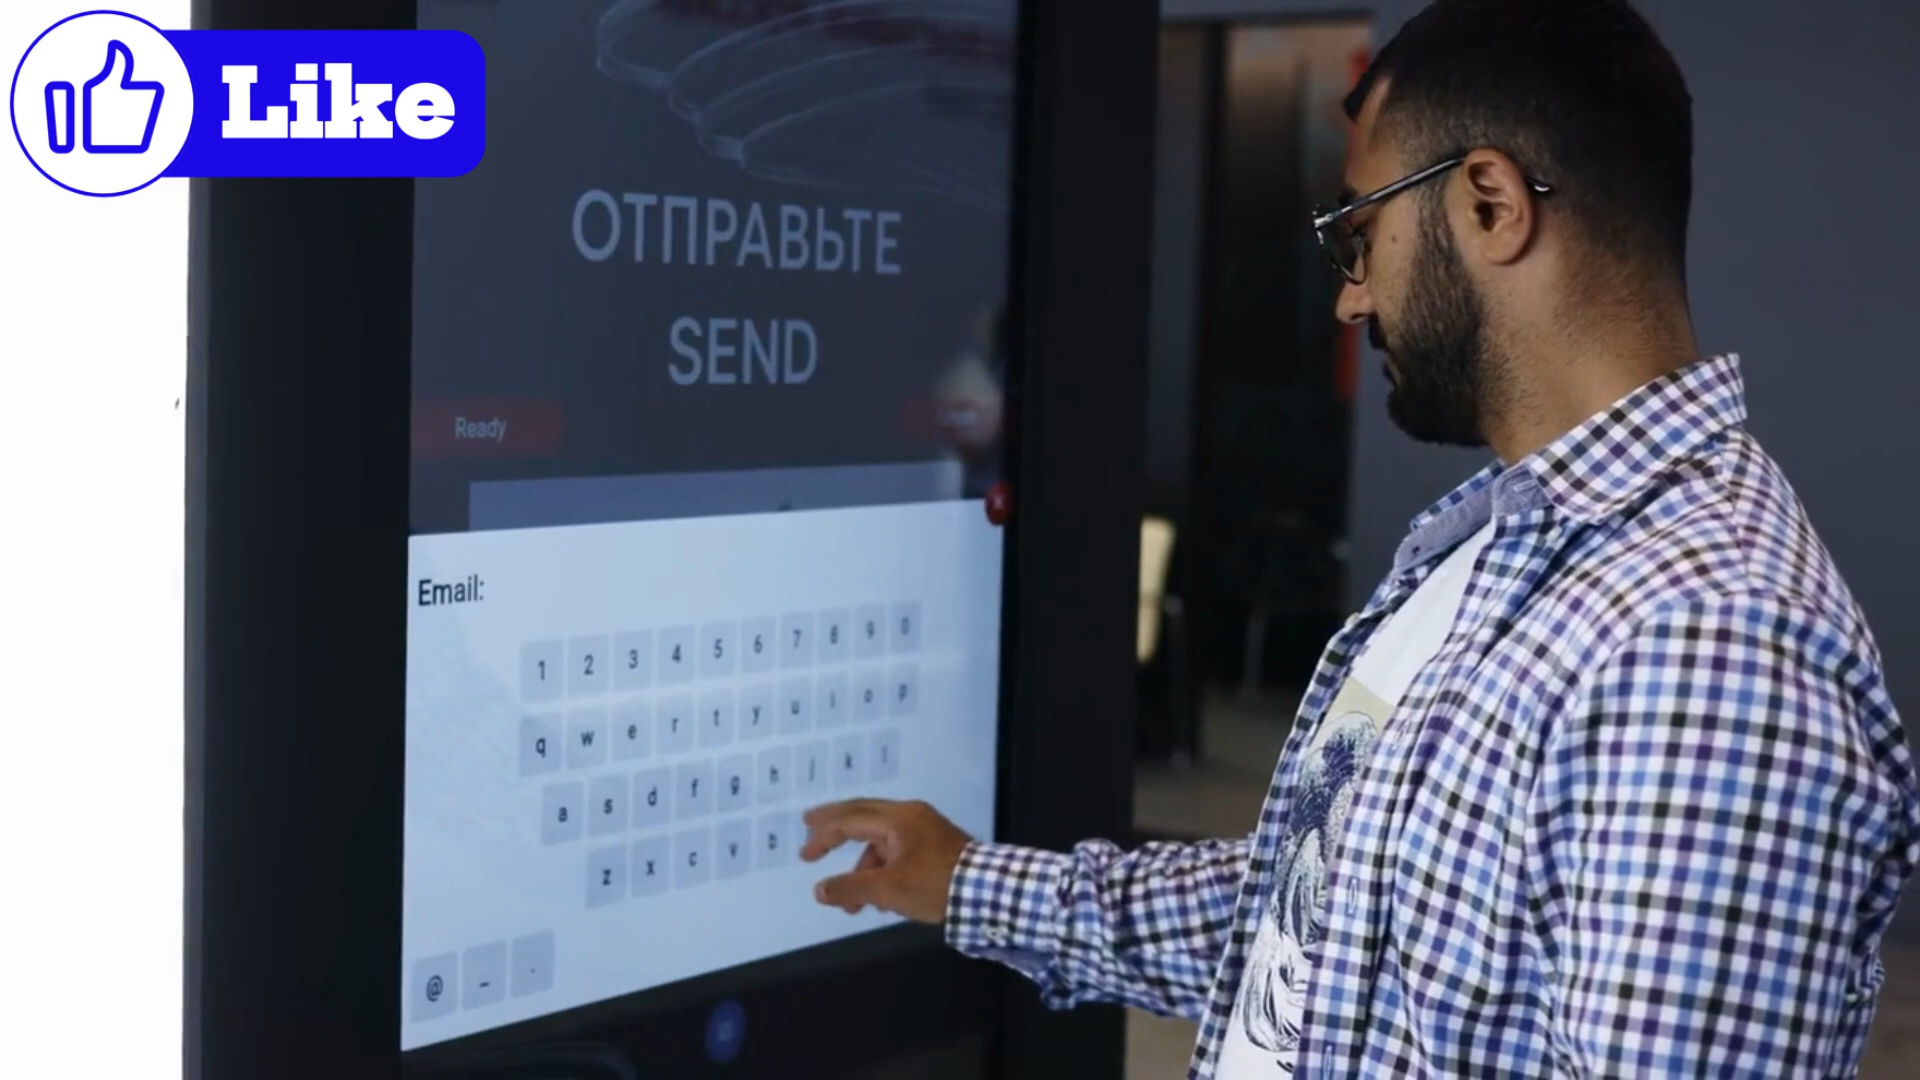 Like
ОТПРАВЬТЕ
SEND
Ready
Email:
1 2 3 4 5 6 7 8 9 0
q w e r t y u i o p
a s d f g h j k l
z x c v b
@ _ .